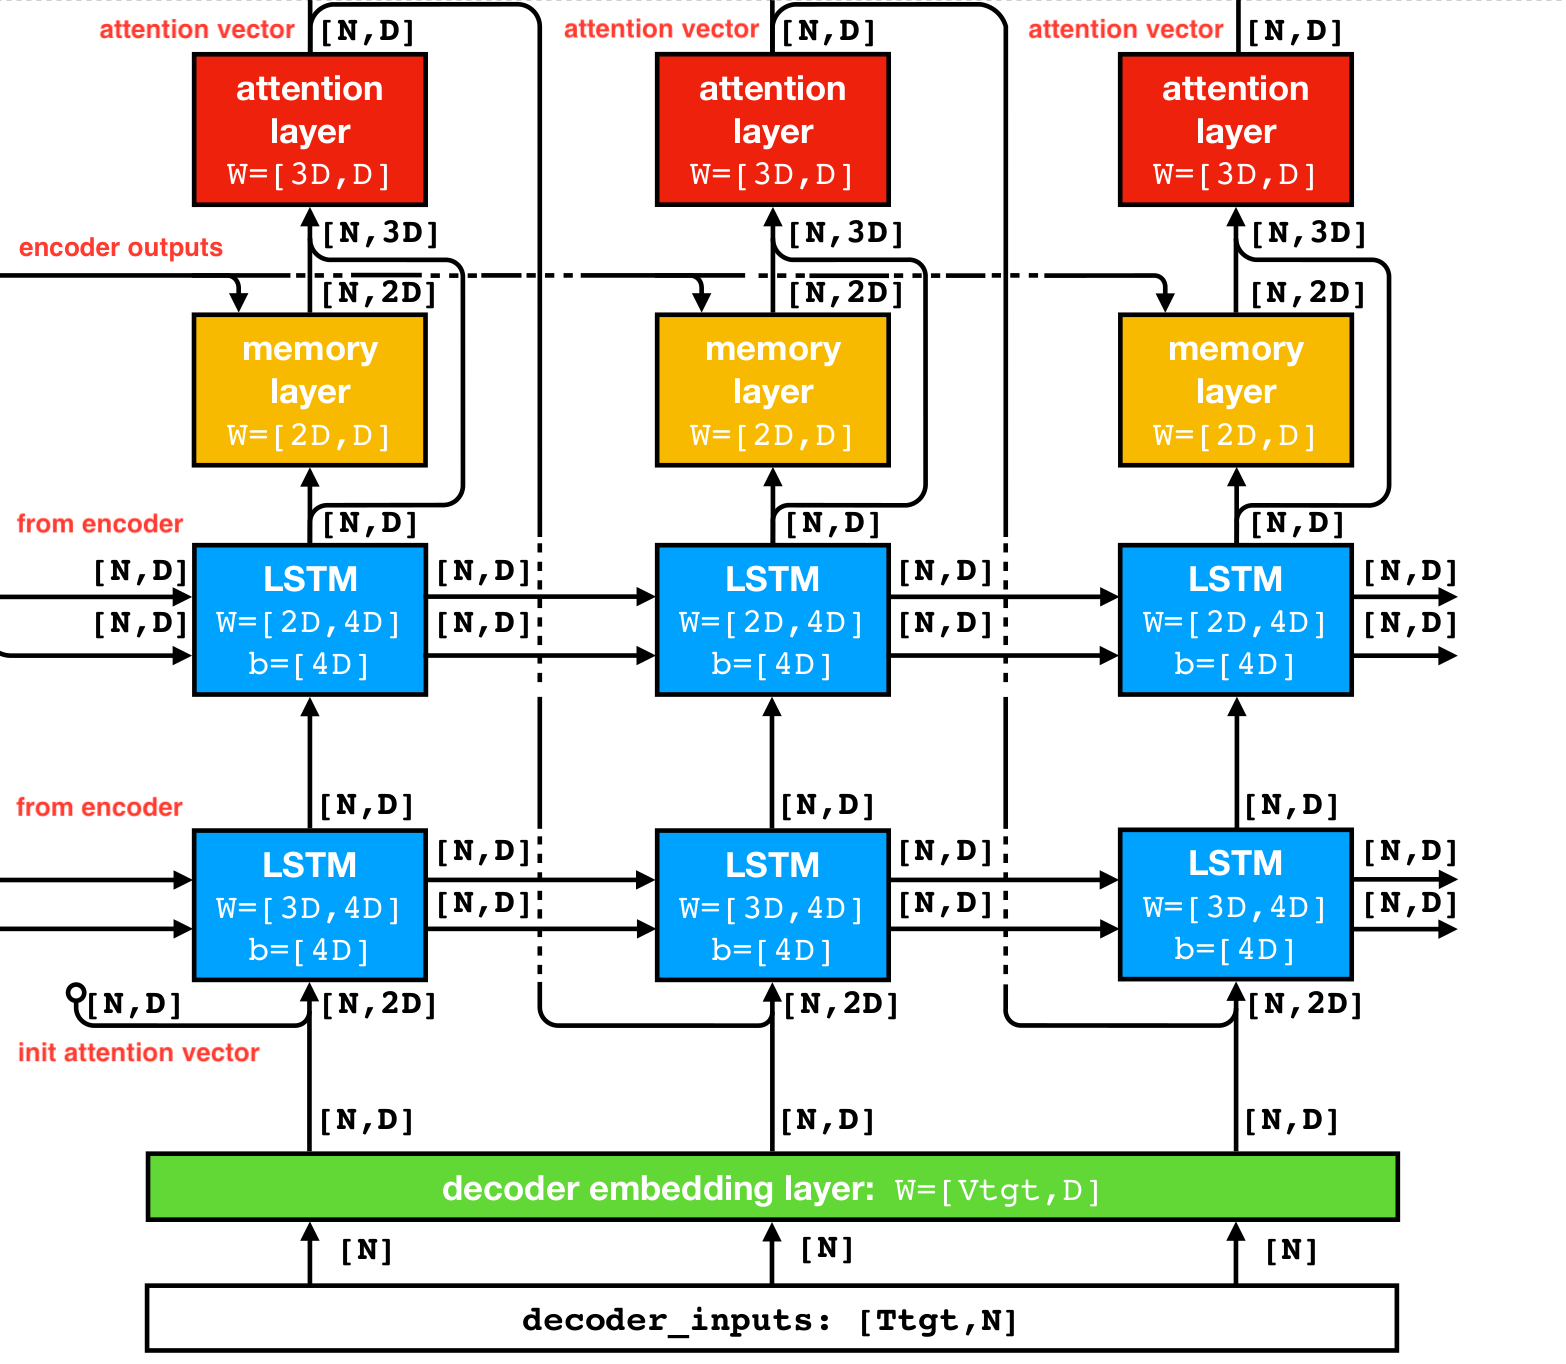 attention vector [N,D] attention vector [N,D] attention vector [N,D]
attention attention attention
layer layer layer
W=[3D,D] W=[3D,D] W=[3D,D]
[N,3D] [N,3D] [N,3D]
encoder outputs
[N,2D] [N,2D] [N,2D]
memory memory memory
layer layer layer
W=[2D,D] W=[2D,D] W=[2D,D]
from encoder [N,D] [N,D] [N,D]
[N,D] LSTM [N,D] LSTM [N,D] LSTM [N,D]
[N,D] W=[2D,4D] [N,D] W=[2D,4D] [N,D] W=[2D,4D] [N,D]
b=[4D] b=[4D] b=[4D]
from encoder [N,D] [N,D] [N,D]
LSTM [N,D] LSTM [N,D] LSTM [N,D]
W=[3D,4D] [N,D] W=[3D,4D] [N,D] W=[3D,4D] [N,D]
b=[4D] b=[4D] b=[4D]
[N,D] [N,2D] [N,2D] [N,2D]
init attention vector
[N,D] [N,D] [N,D]
decoder embedding layer: W=[Vtgt,D]
[N] [N] [N]
decoder_inputs: [Ttgt,N]